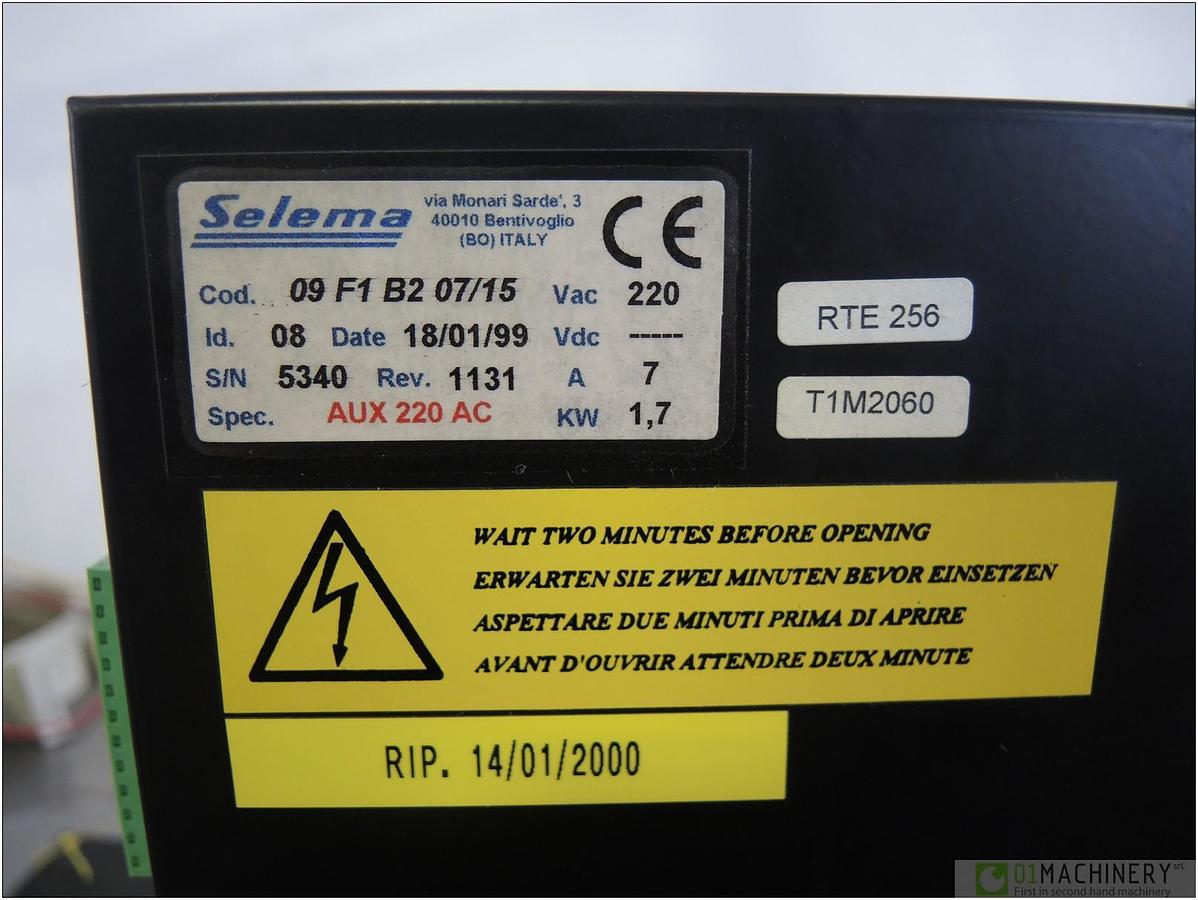 Selema
via Monari Sarde', 3
40010 Bentivoglio
(BO) ITALY
CE
Cod. 09 F1 B2 07/15 Vac 220
Id. 08 Date 18/01/99 Vdc -----
S/N 5340 Rev. 1131 A 7
Spec. AUX 220 AC KW 1,7
RTE 256
T1M2060
WAIT TWO MINUTES BEFORE OPENING
ERWARTEN SIE ZWEI MINUTEN BEVOR EINSETZEN
ASPETTARE DUE MINUTI PRIMA DI APRIRE
AVANT D'OUVRIR ATTENDRE DEUX MINUTE
RIP. 14/01/2000
01MACHINERY srl
First in second hand machinery